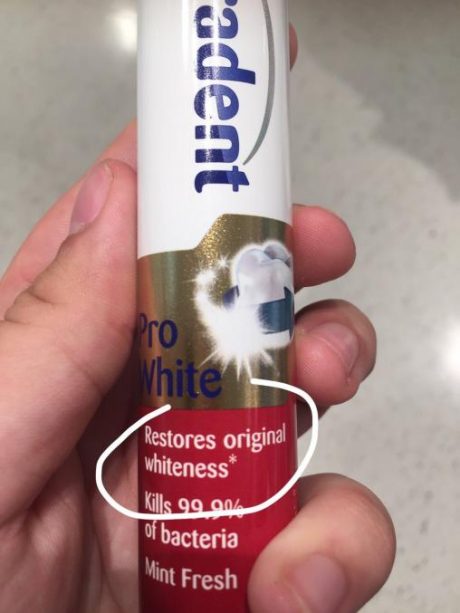 adent
Pro
White
Restores original
whiteness*
Kills 99.9%
of bacteria
Mint Fresh